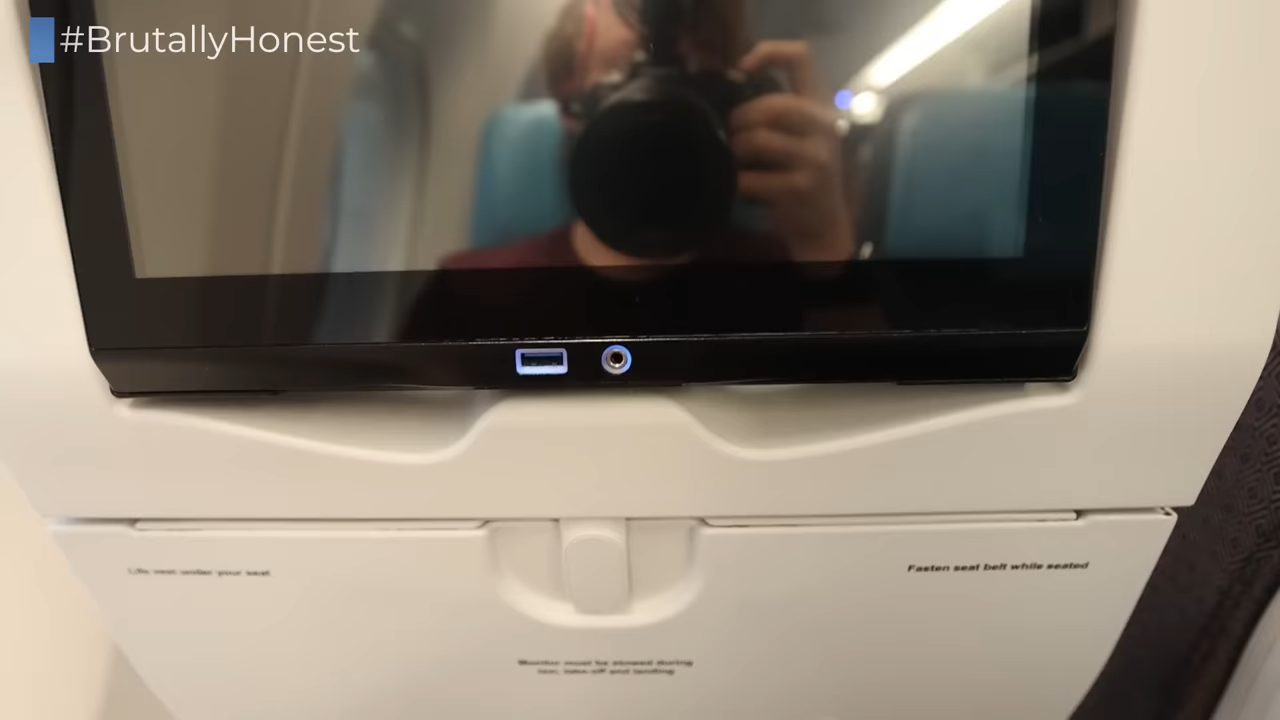 #BrutallyHonest
Life vest under your seat
Fasten seat belt while seated
Monitor must be stowed during
taxi, take-off and landing